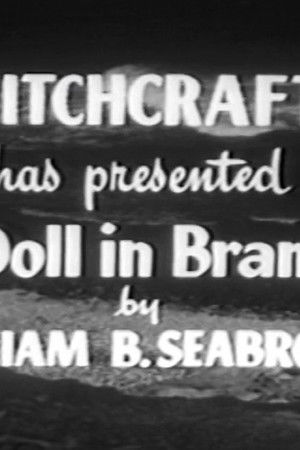 ITCHCRAFT
has presented
Doll in Bram
by
IAM B. SEABRO